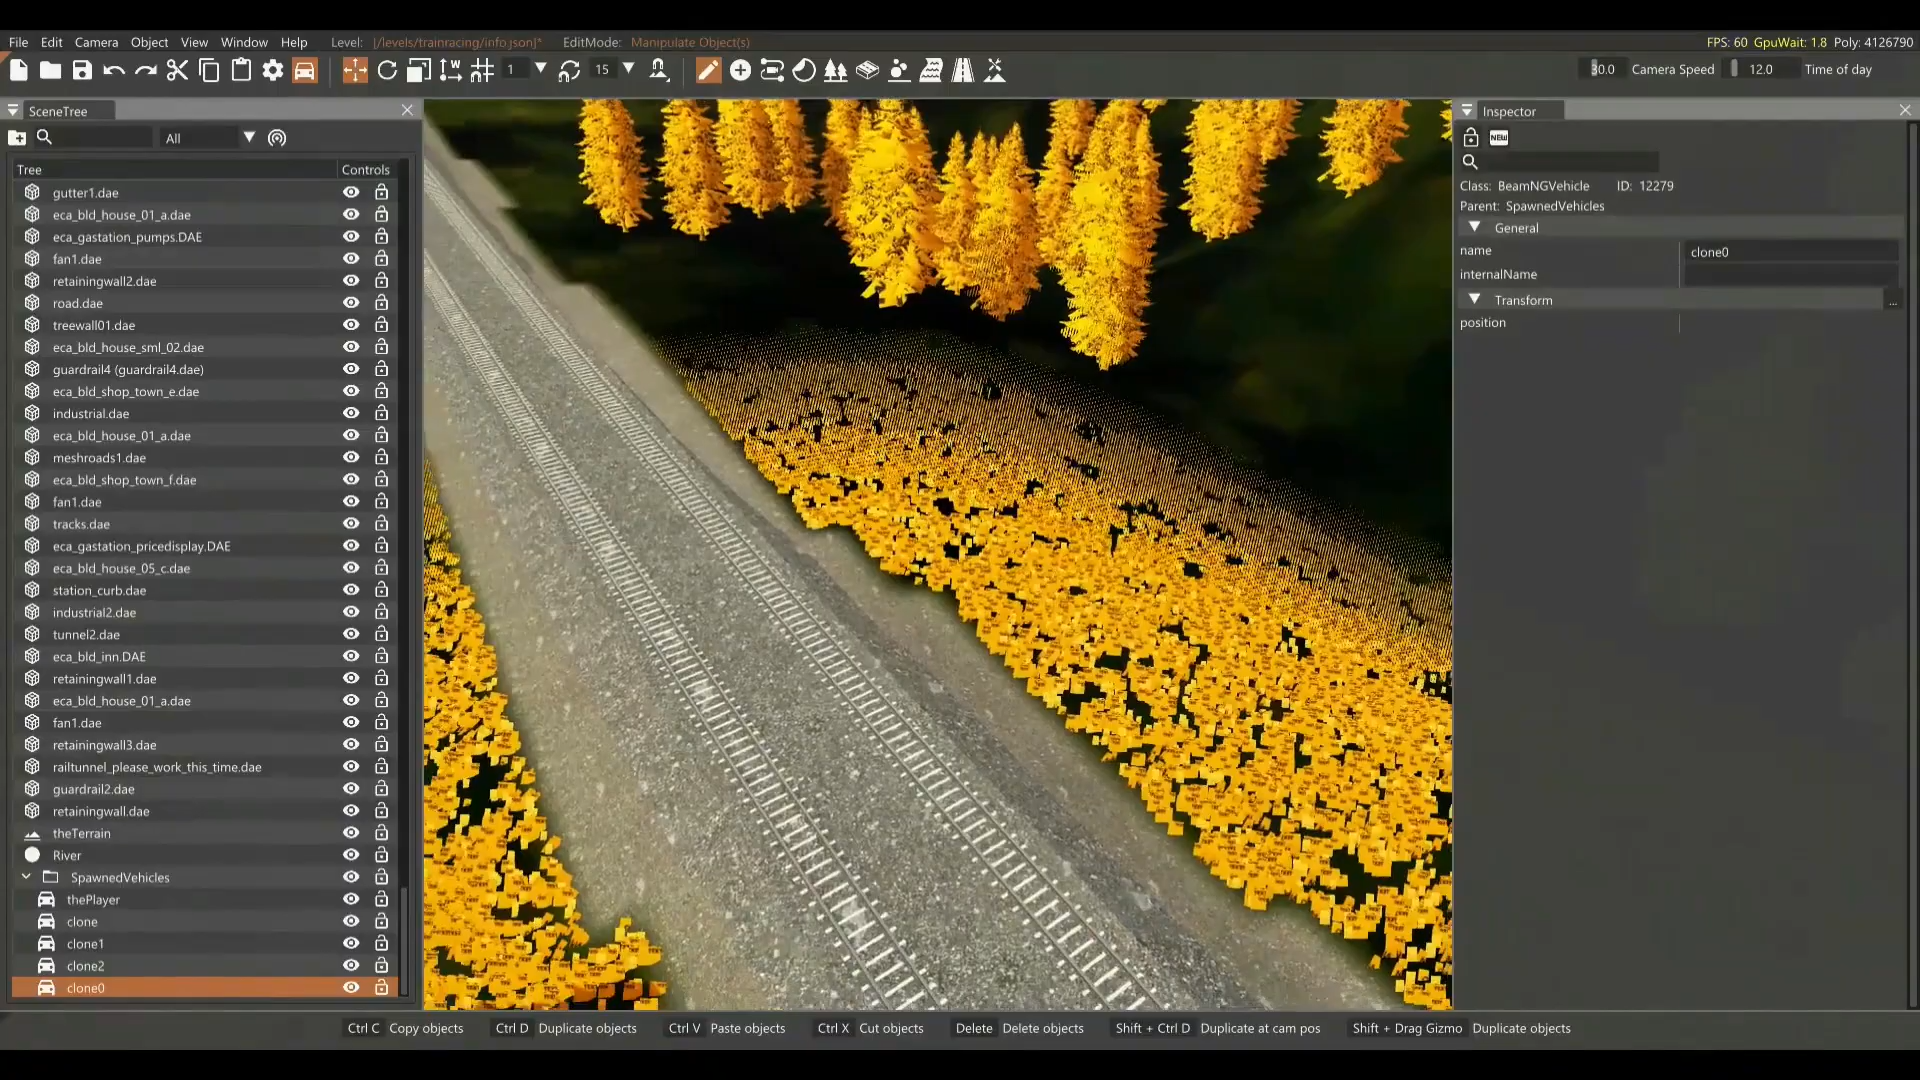 File Edit Camera Object View Window Help Level: [/levels/trainracing/info.json]* EditMode: Manipulate Object(s) FPS: 60 GpuWait: 1.8 Poly: 4126790
1 15 30.0 Camera Speed 12.0 Time of day
SceneTree
All
Tree Controls
gutter1.dae
eca_bld_house_01_a.dae
eca_gastation_pumps.DAE
fan1.dae
retainingwall2.dae
road.dae
treewall01.dae
eca_bld_house_sml_02.dae
guardrail4 (guardrail4.dae)
eca_bld_shop_town_e.dae
industrial.dae
eca_bld_house_01_a.dae
meshroads1.dae
eca_bld_shop_town_f.dae
fan1.dae
tracks.dae
eca_gastation_pricedisplay.DAE
eca_bld_house_05_c.dae
station_curb.dae
industrial2.dae
tunnel2.dae
eca_bld_inn.DAE
retainingwall1.dae
eca_bld_house_01_a.dae
fan1.dae
retainingwall3.dae
railtunnel_please_work_this_time.dae
guardrail2.dae
retainingwall.dae
theTerrain
River
SpawnedVehicles
thePlayer
clone
clone1
clone2
clone0
Inspector
NEW
Class: BeamNGVehicle ID: 12279
Parent: SpawnedVehicles
General
name clone0
internalName
Transform ...
position
Ctrl C Copy objects Ctrl D Duplicate objects Ctrl V Paste objects Ctrl X Cut objects Delete Delete objects Shift + Ctrl D Duplicate at cam pos Shift + Drag Gizmo Duplicate objects